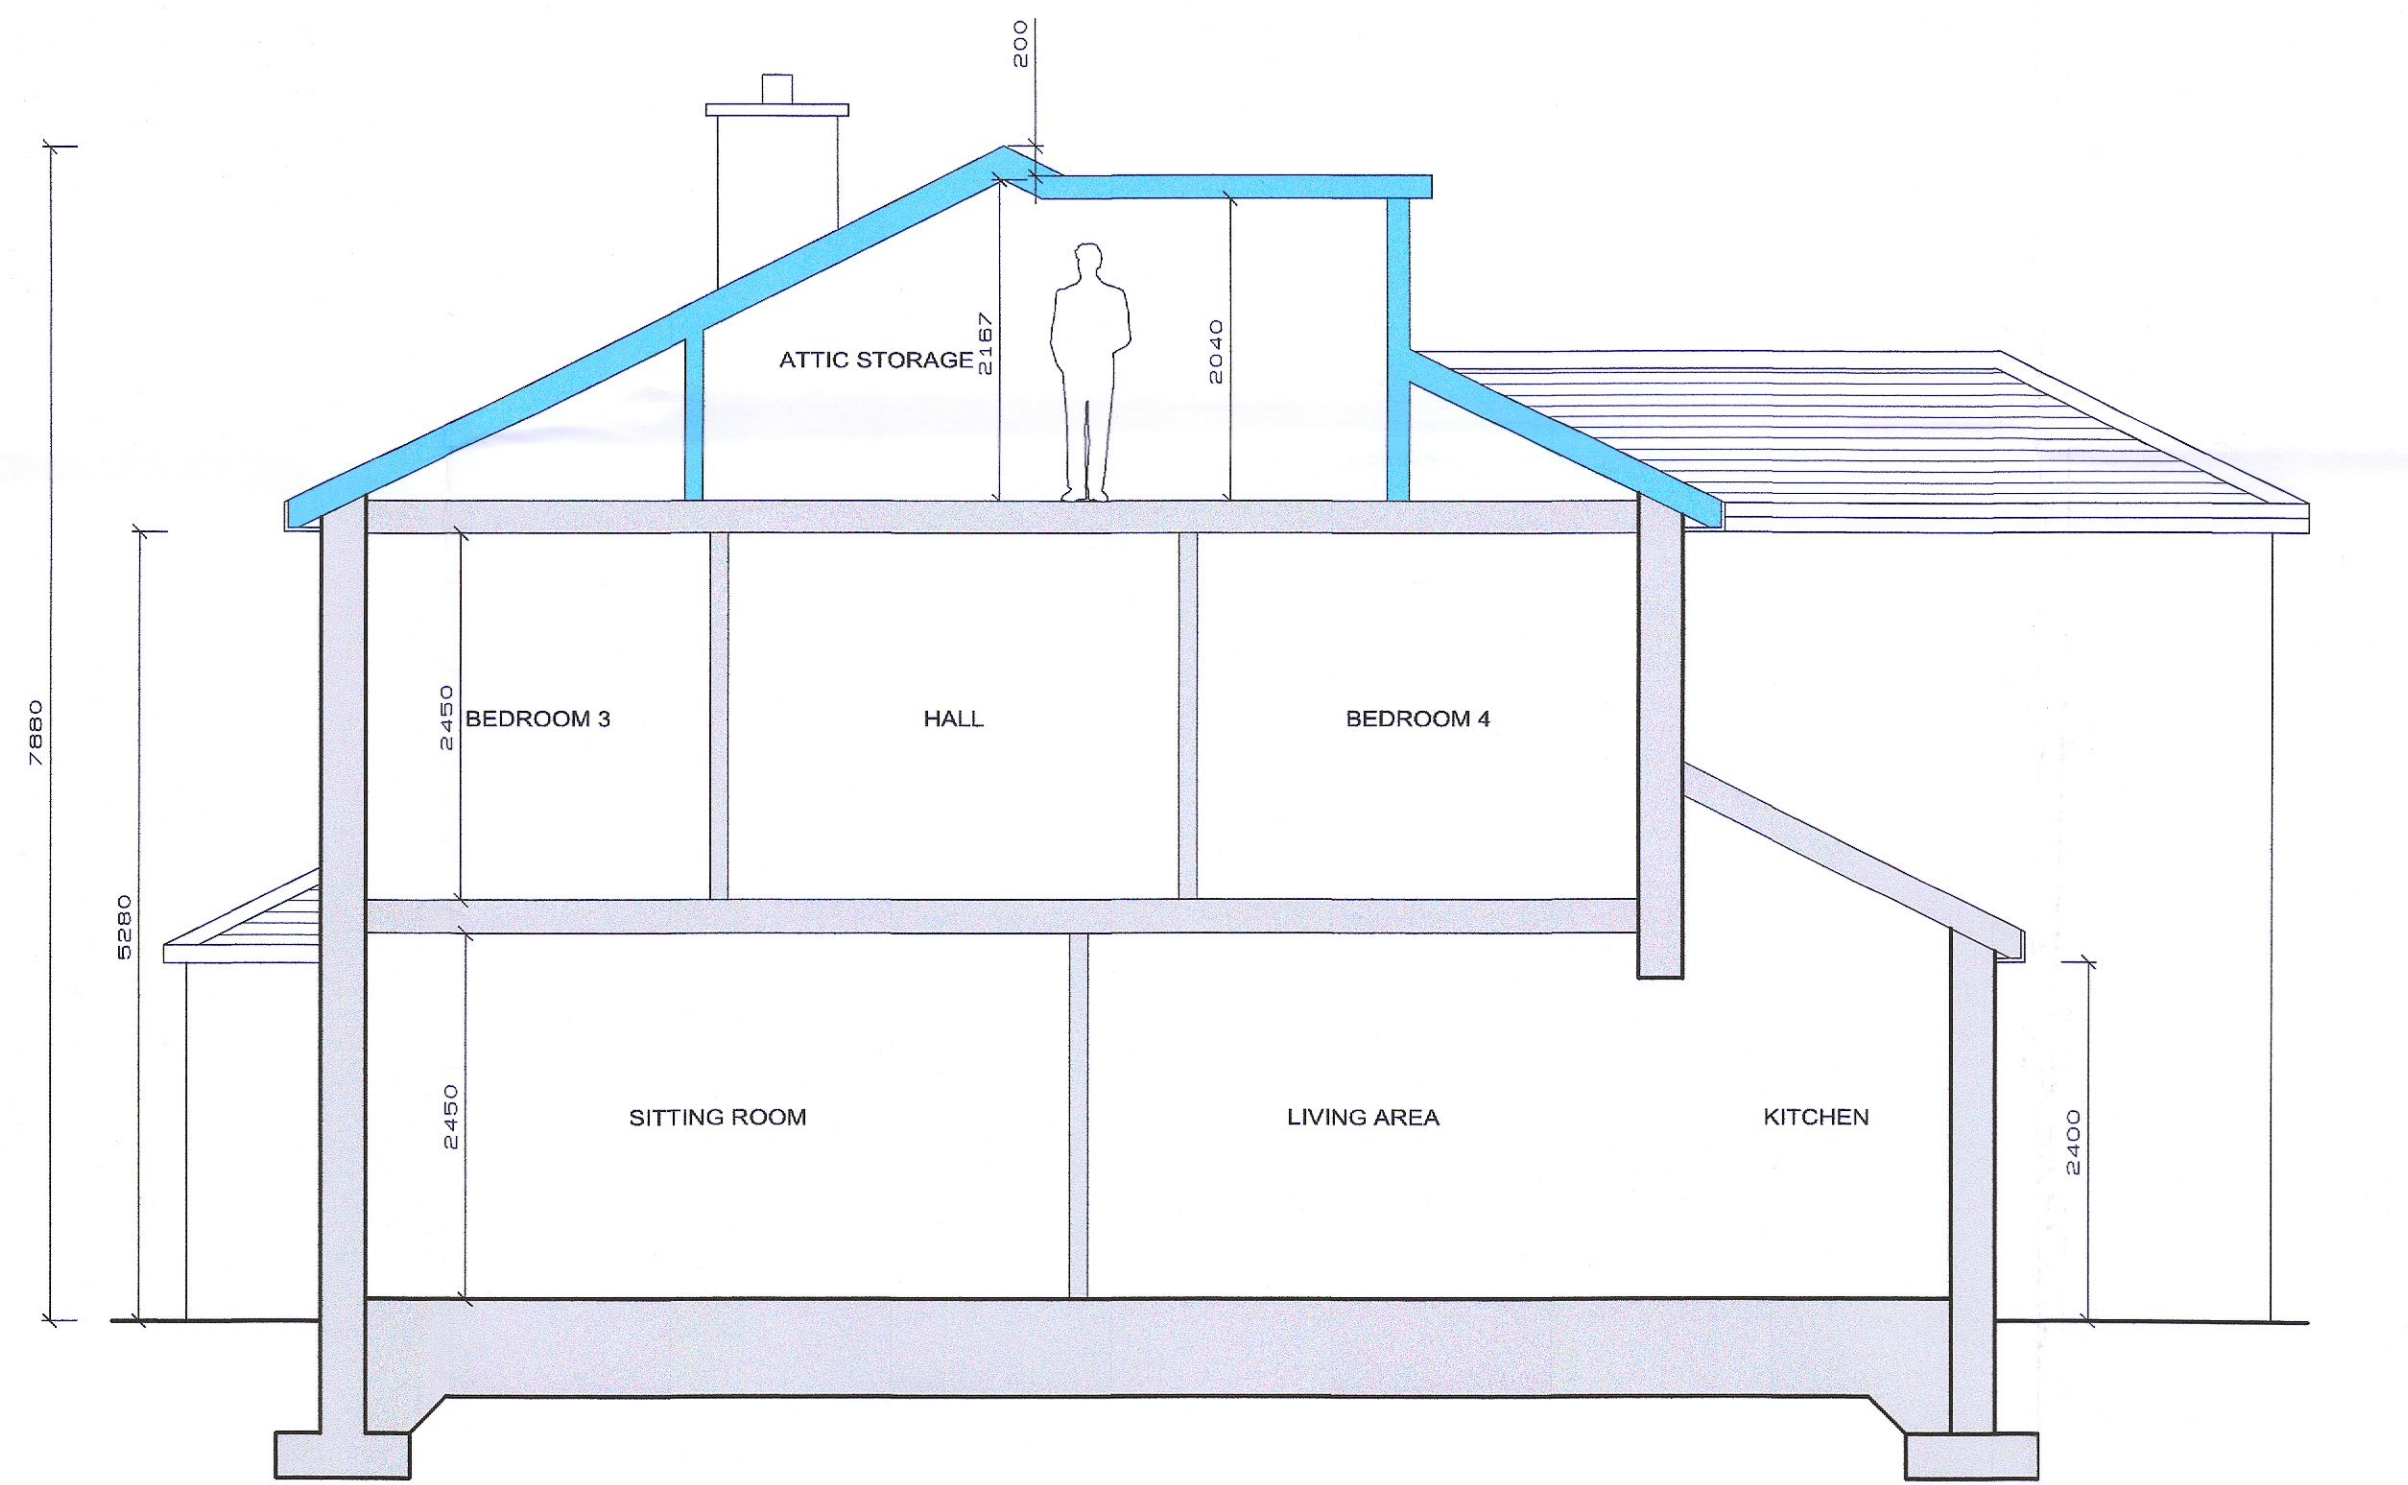 200
ATTIC STORAGE
2167
2040
7880
2450
BEDROOM 3
HALL
BEDROOM 4
5280
2450
SITTING ROOM
LIVING AREA
KITCHEN
2400